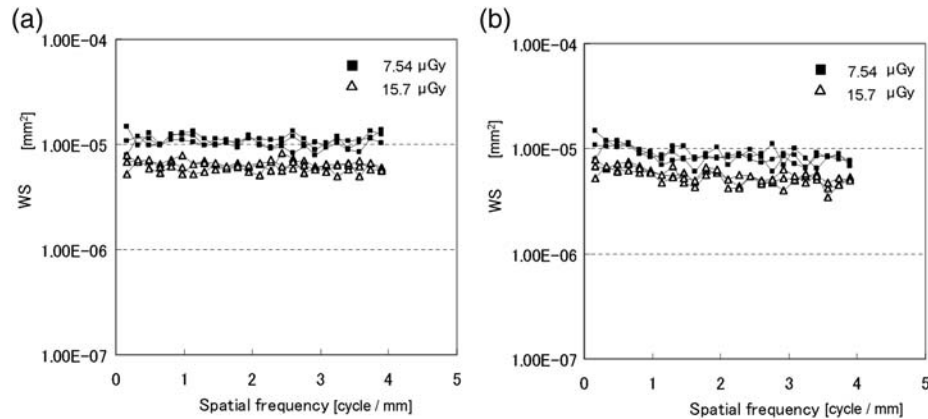 (a)
1.00E-04
■ 7.54 µGy
△ 15.7 µGy
WS [mm²]
1.00E-05
1.00E-06
1.00E-07
0 1 2 3 4 5
Spatial frequency [cycle / mm]
(b)
1.00E-04
■ 7.54 µGy
△ 15.7 µGy
WS [mm²]
1.00E-05
1.00E-06
1.00E-07
0 1 2 3 4 5
Spatial frequency [cycle / mm]